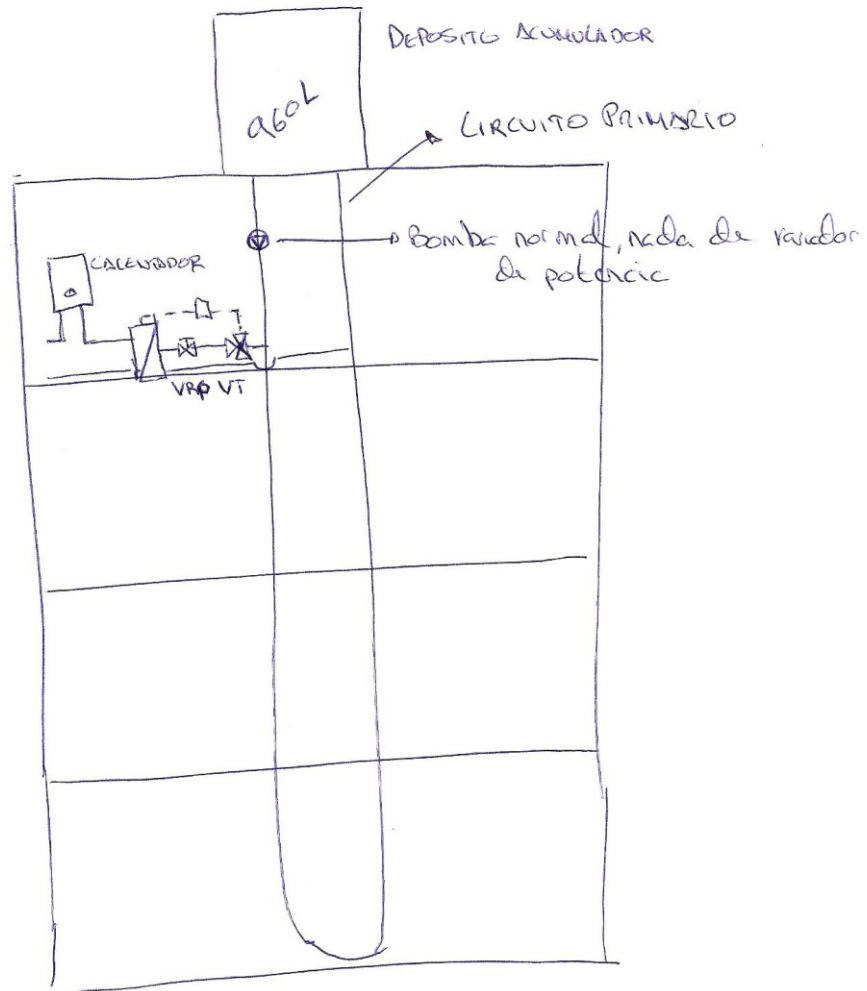 DEPOSITO ACUMULADOR
960L
CIRCUITO PRIMARIO
Bomba normal, nada de variador
de potencia
CALENTADOR
VRP VT